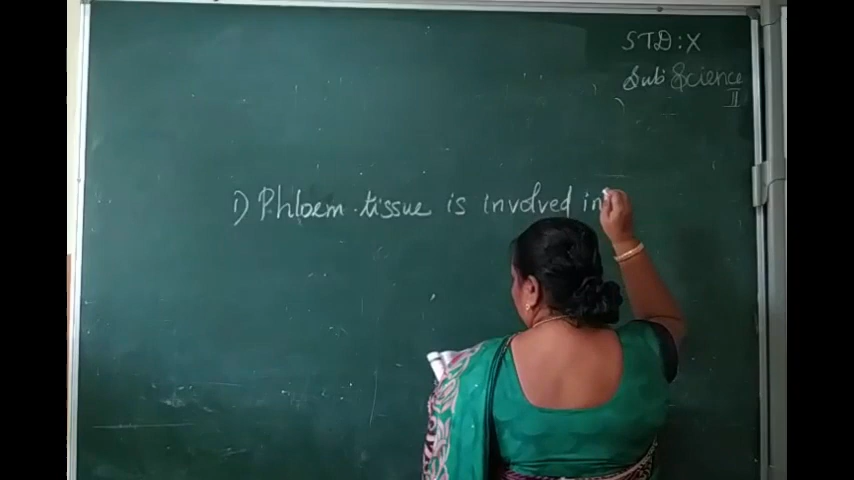 STD : X
Sub Science
II
1) Phloem tissue is involved in